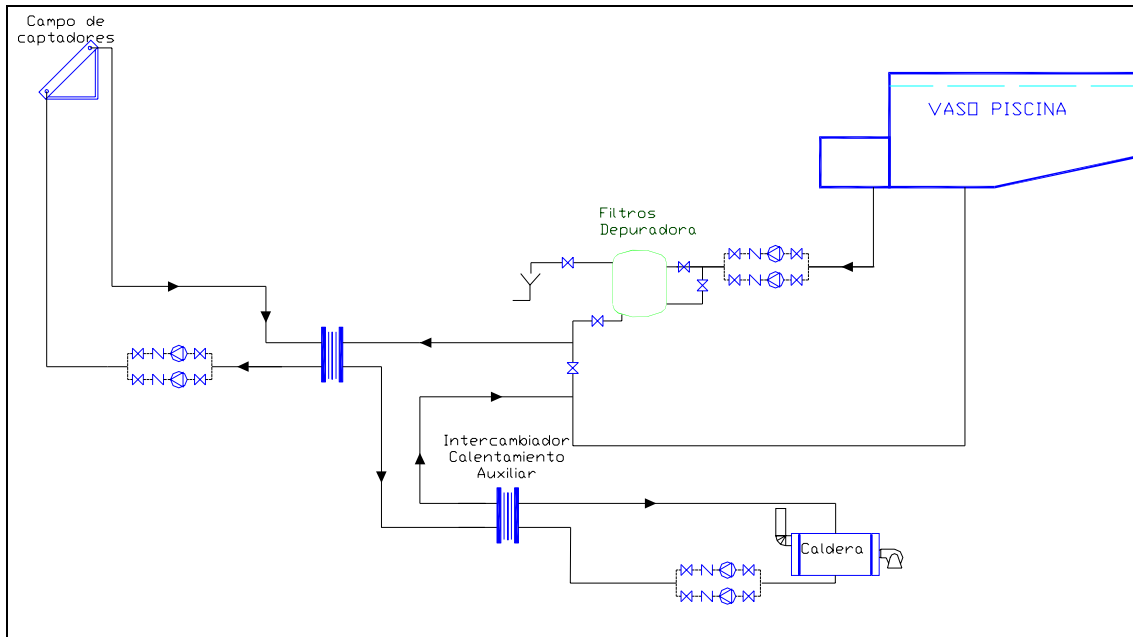 Campo de
captadores
VASO PISCINA
Filtros
Depuradora
Intercambiador
Calentamiento
Auxiliar
Caldera